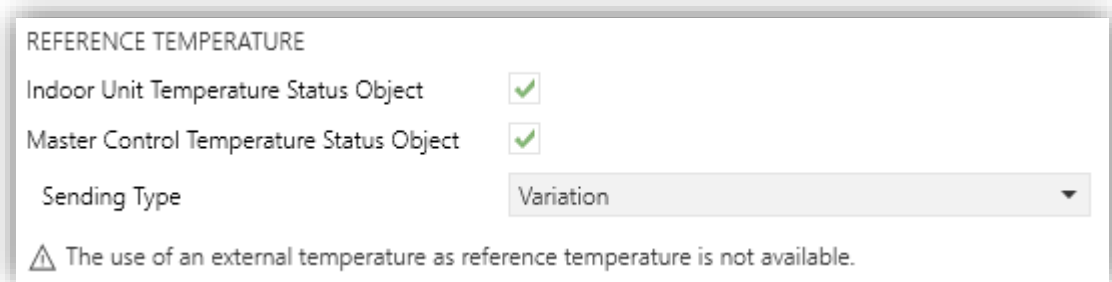 REFERENCE TEMPERATURE
Indoor Unit Temperature Status Object
Master Control Temperature Status Object
Sending Type Variation
The use of an external temperature as reference temperature is not available.